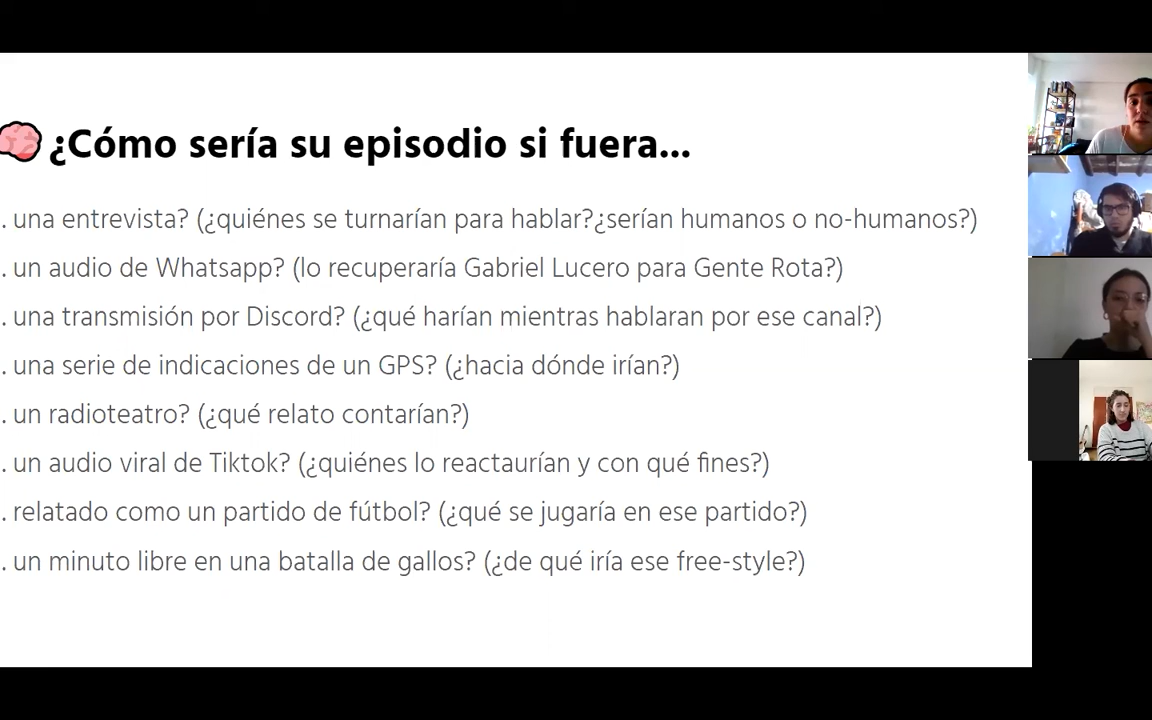 ¿Cómo sería su episodio si fuera...
. una entrevista? (¿quiénes se turnarían para hablar?¿serían humanos o no-humanos?)
. un audio de Whatsapp? (lo recuperaría Gabriel Lucero para Gente Rota?)
. una transmisión por Discord? (¿qué harían mientras hablaran por ese canal?)
. una serie de indicaciones de un GPS? (¿hacia dónde irían?)
. un radioteatro? (¿qué relato contarían?)
. un audio viral de Tiktok? (¿quiénes lo reactaurían y con qué fines?)
. relatado como un partido de fútbol? (¿qué se jugaría en ese partido?)
. un minuto libre en una batalla de gallos? (¿de qué iría ese free-style?)